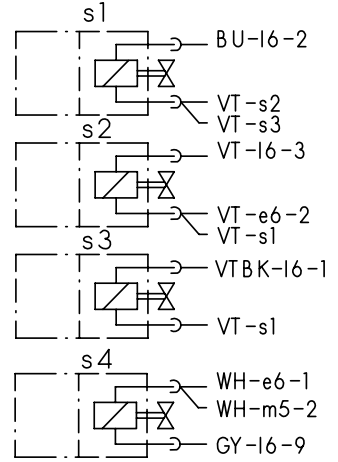 s1
BU-16-2
VT-s2
VT-s3
s2
VT-16-3
VT-e6-2
VT-s1
s3
VTBK-16-1
VT-s1
s4
WH-e6-1
WH-m5-2
GY-16-9